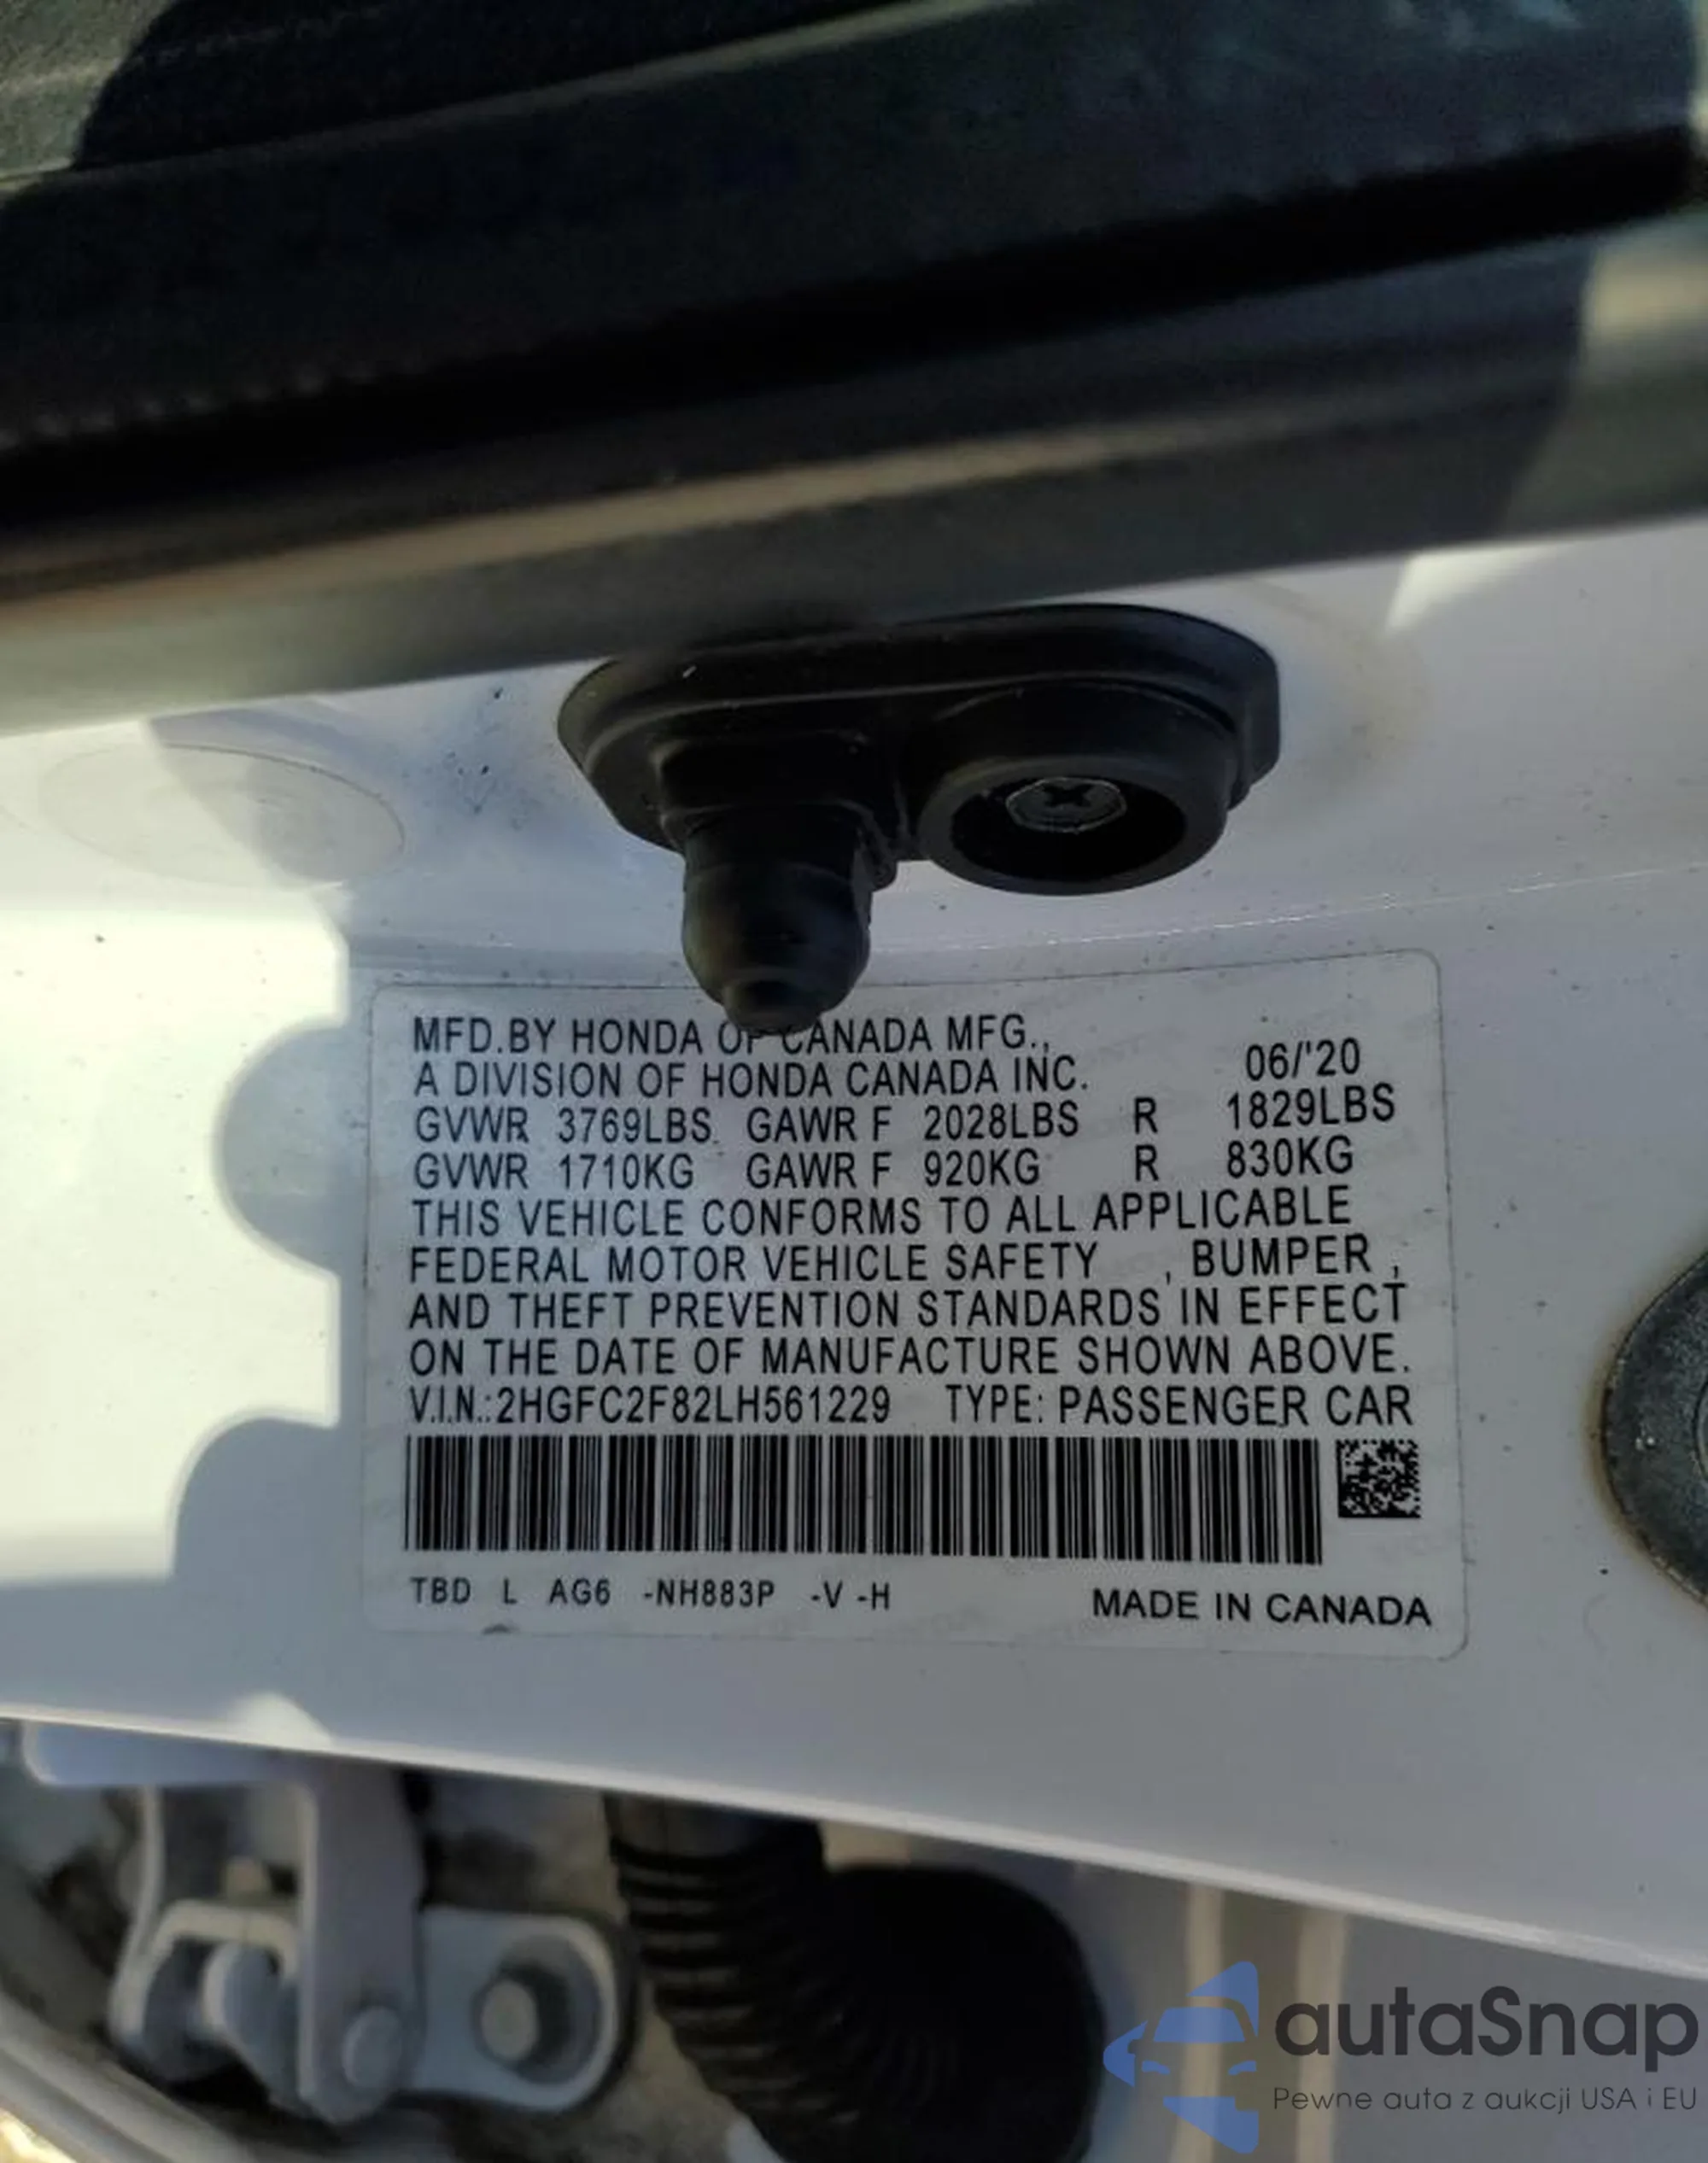 MFD.BY HONDA OF CANADA MFG.,
A DIVISION OF HONDA CANADA INC. 06/'20
GVWR 3769LBS GAWR F 2028LBS R 1829LBS
GVWR 1710KG GAWR F 920KG R 830KG
THIS VEHICLE CONFORMS TO ALL APPLICABLE
FEDERAL MOTOR VEHICLE SAFETY , BUMPER ,
AND THEFT PREVENTION STANDARDS IN EFFECT
ON THE DATE OF MANUFACTURE SHOWN ABOVE.
V.I.N.:2HGFC2F82LH561229 TYPE: PASSENGER CAR
TBD L AG6 -NH883P -V -H MADE IN CANADA
autaSnap
Pewne auta z aukcji USA i EU